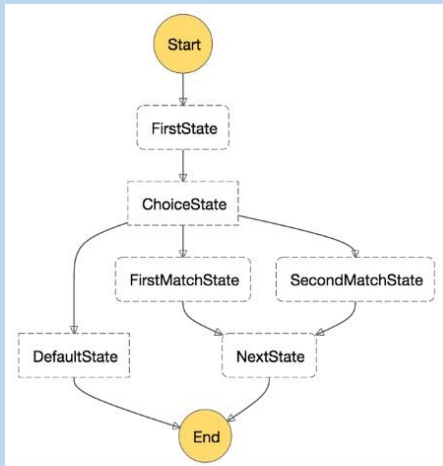 Start
FirstState
ChoiceState
FirstMatchState
SecondMatchState
DefaultState
NextState
End